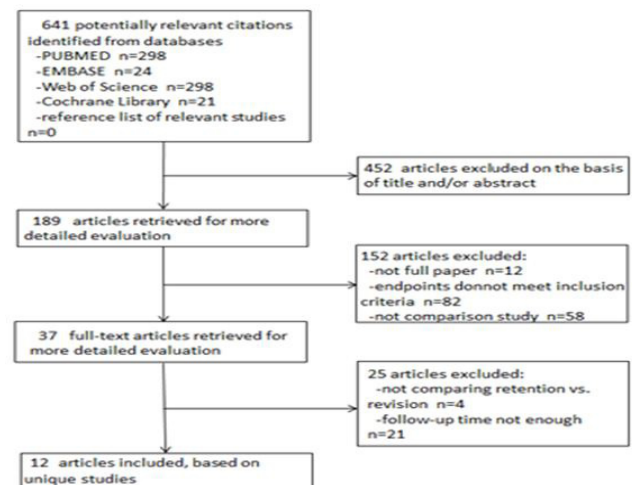 641 potentially relevant citations
identified from databases
-PUBMED n=298
-EMBASE n=24
-Web of Science n=298
-Cochrane Library n=21
-reference list of relevant studies
n=0
452 articles excluded on the basis
of title and/or abstract
189 articles retrieved for more
detailed evaluation
152 articles excluded:
-not full paper n=12
-endpoints donnot meet inclusion
criteria n=82
-not comparison study n=58
37 full-text articles retrieved for
more detailed evaluation
25 articles excluded:
-not comparing retention vs.
revision n=4
-follow-up time not enough
n=21
12 articles included, based on
unique studies